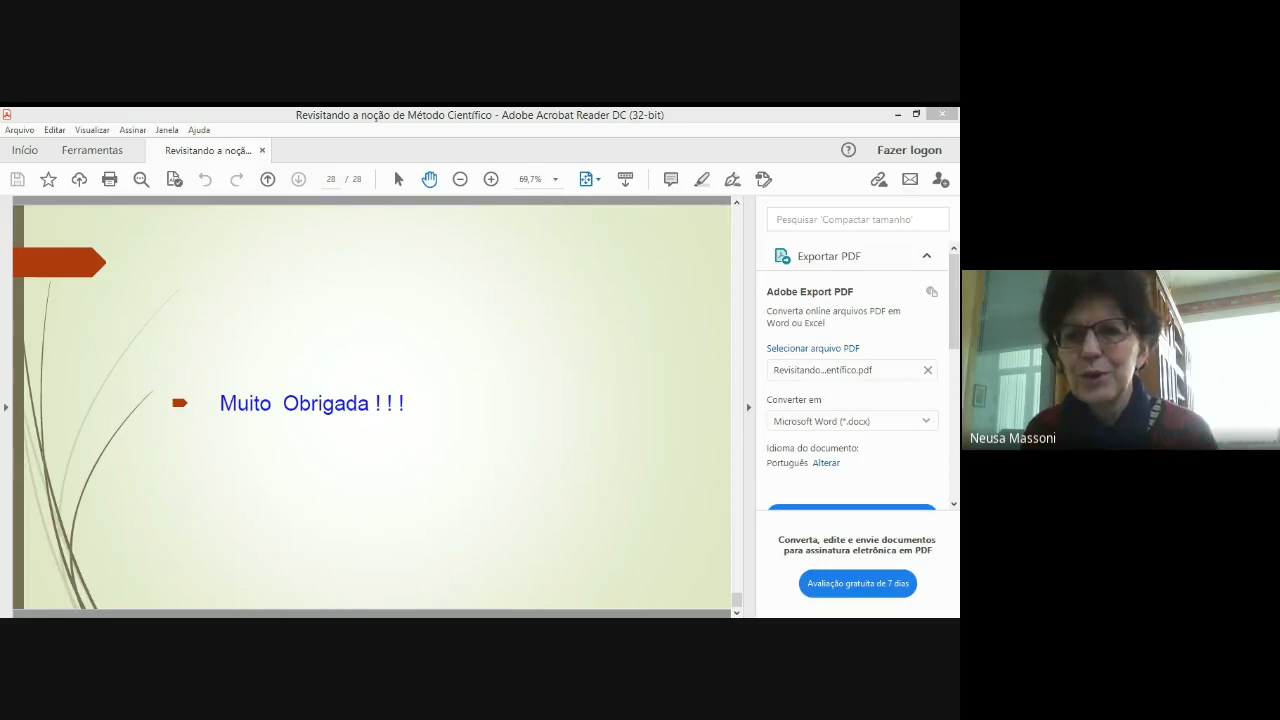 Revisitando a noção de Método Científico - Adobe Acrobat Reader DC (32-bit)
Arquivo Editar Visualizar Assinar Janela Ajuda
Início Ferramentas Revisitando a noçã... Fazer logon
28 / 28 69,7%
Pesquisar 'Compactar tamanho'
Exportar PDF
Adobe Export PDF
Converta online arquivos PDF em
Word ou Excel
Selecionar arquivo PDF
Revisitando...entífico.pdf
Converter em
Microsoft Word (*.docx)
Idioma do documento:
Português Alterar
Converta, edite e envie documentos
para assinatura eletrônica em PDF
Avaliação gratuita de 7 dias
Muito Obrigada ! ! !
Neusa Massoni